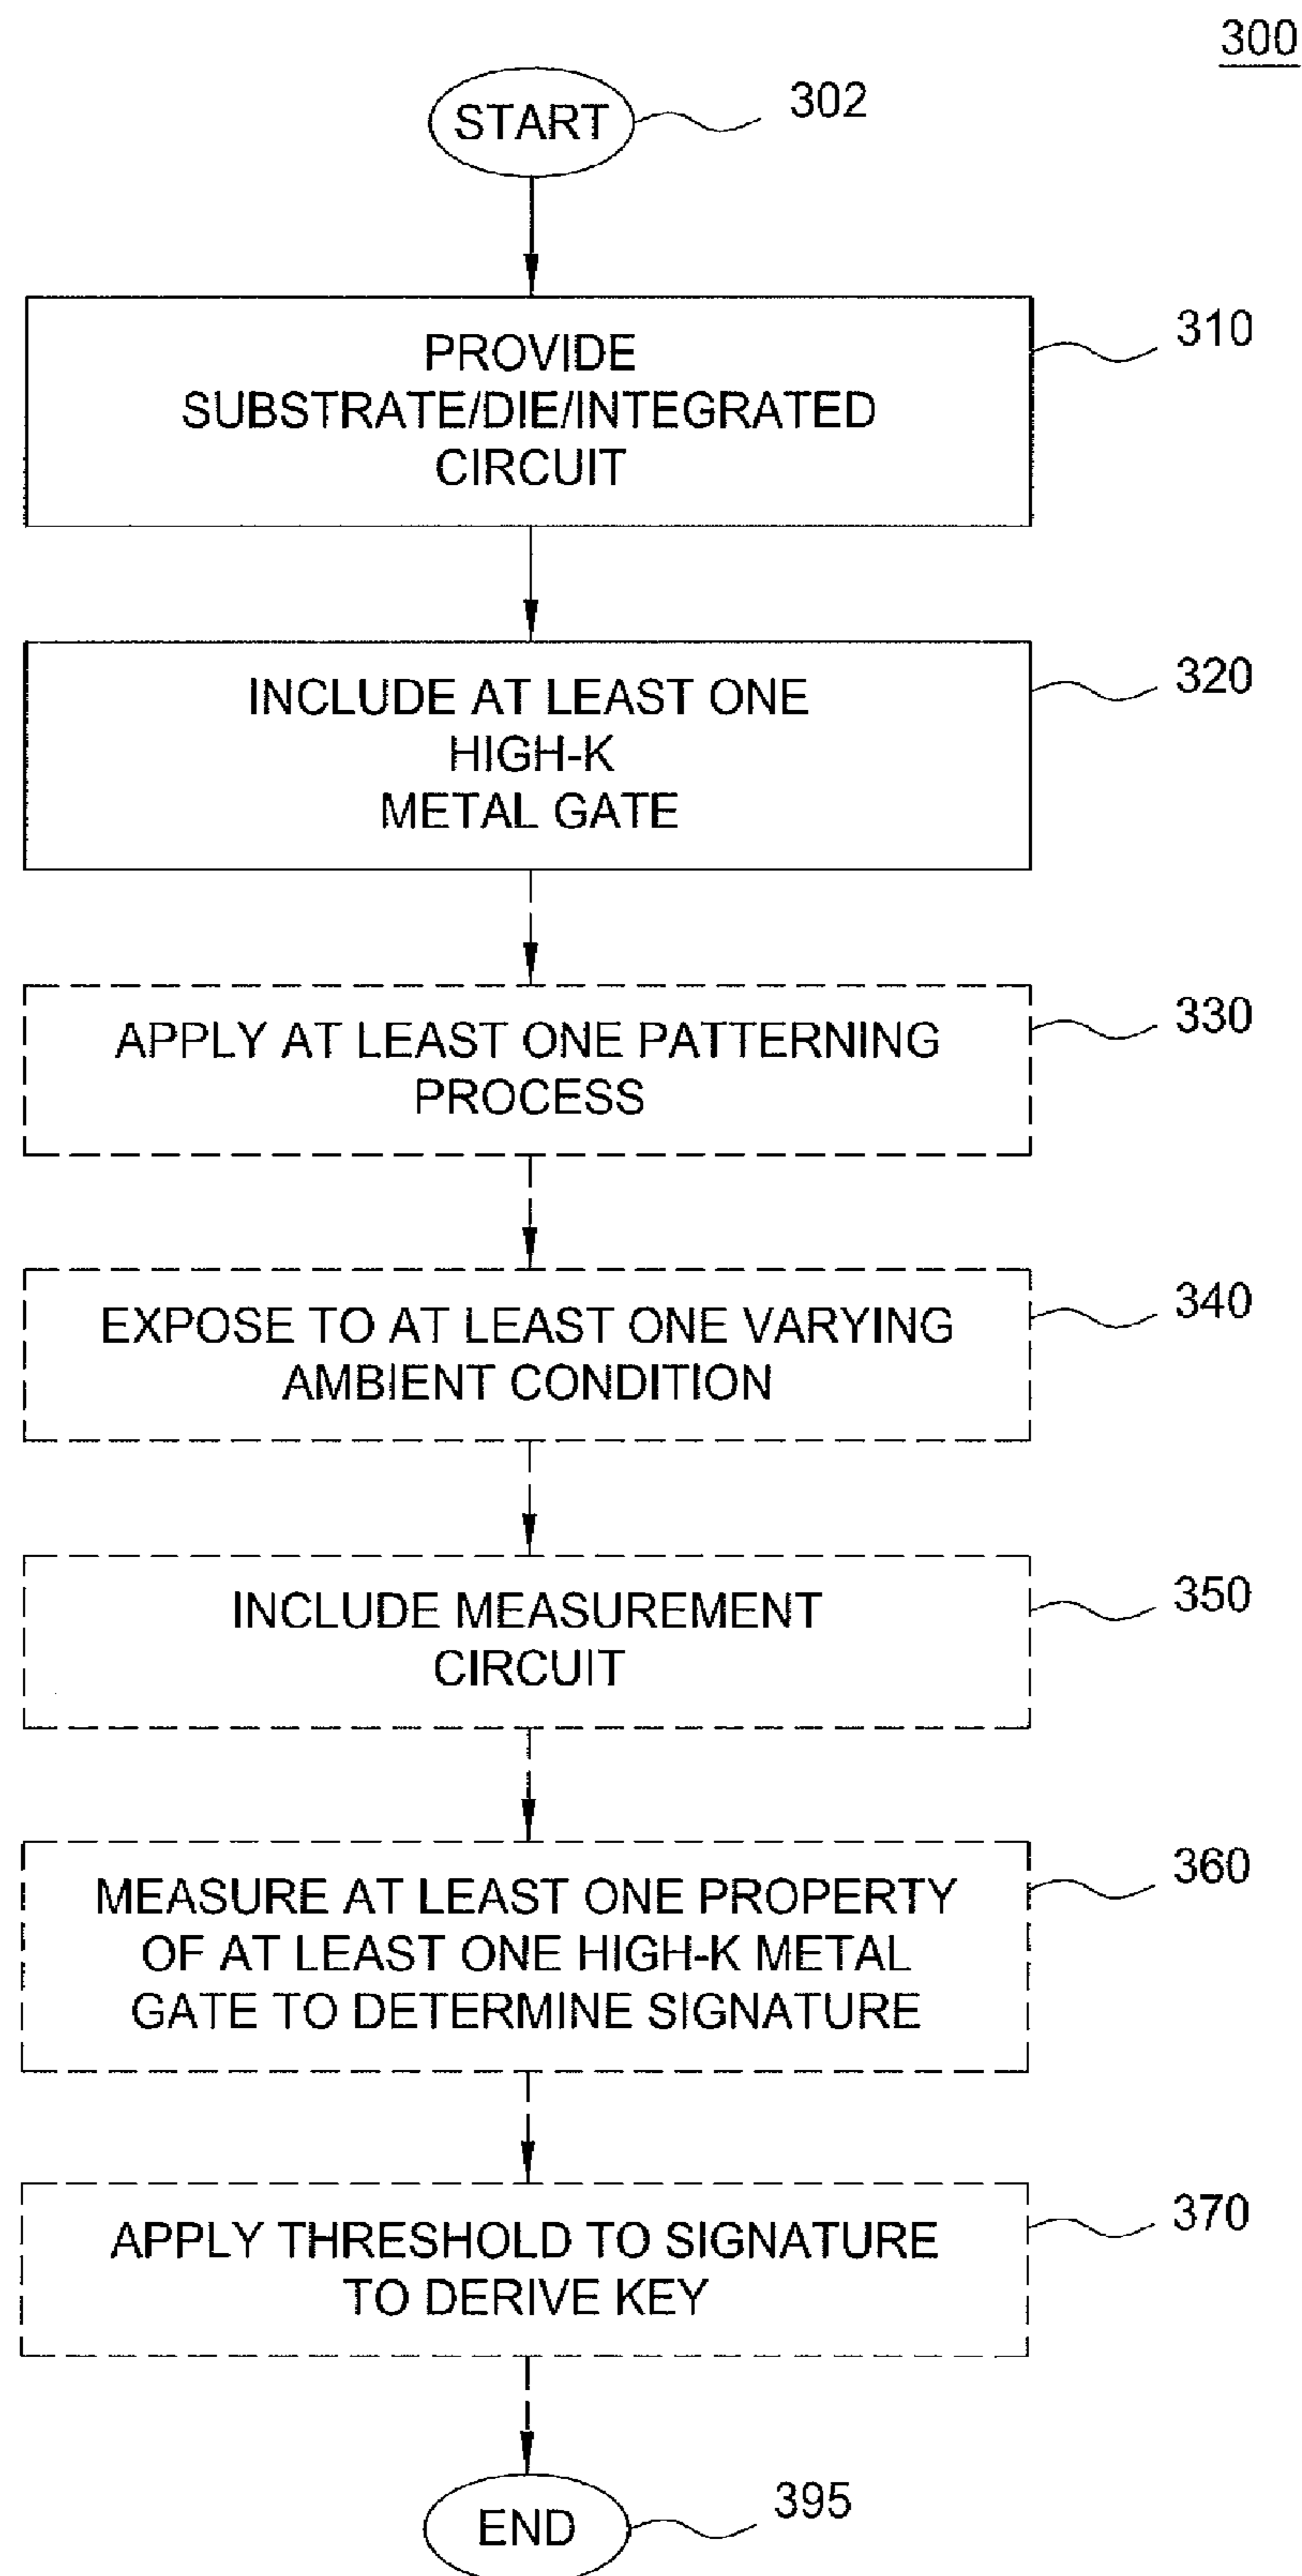 300
START
302
PROVIDE
SUBSTRATE/DIE/INTEGRATED
CIRCUIT
310
INCLUDE AT LEAST ONE
HIGH-K
METAL GATE
320
APPLY AT LEAST ONE PATTERNING
PROCESS
330
EXPOSE TO AT LEAST ONE VARYING
AMBIENT CONDITION
340
INCLUDE MEASUREMENT
CIRCUIT
350
MEASURE AT LEAST ONE PROPERTY
OF AT LEAST ONE HIGH-K METAL
GATE TO DETERMINE SIGNATURE
360
APPLY THRESHOLD TO SIGNATURE
TO DERIVE KEY
370
END
395